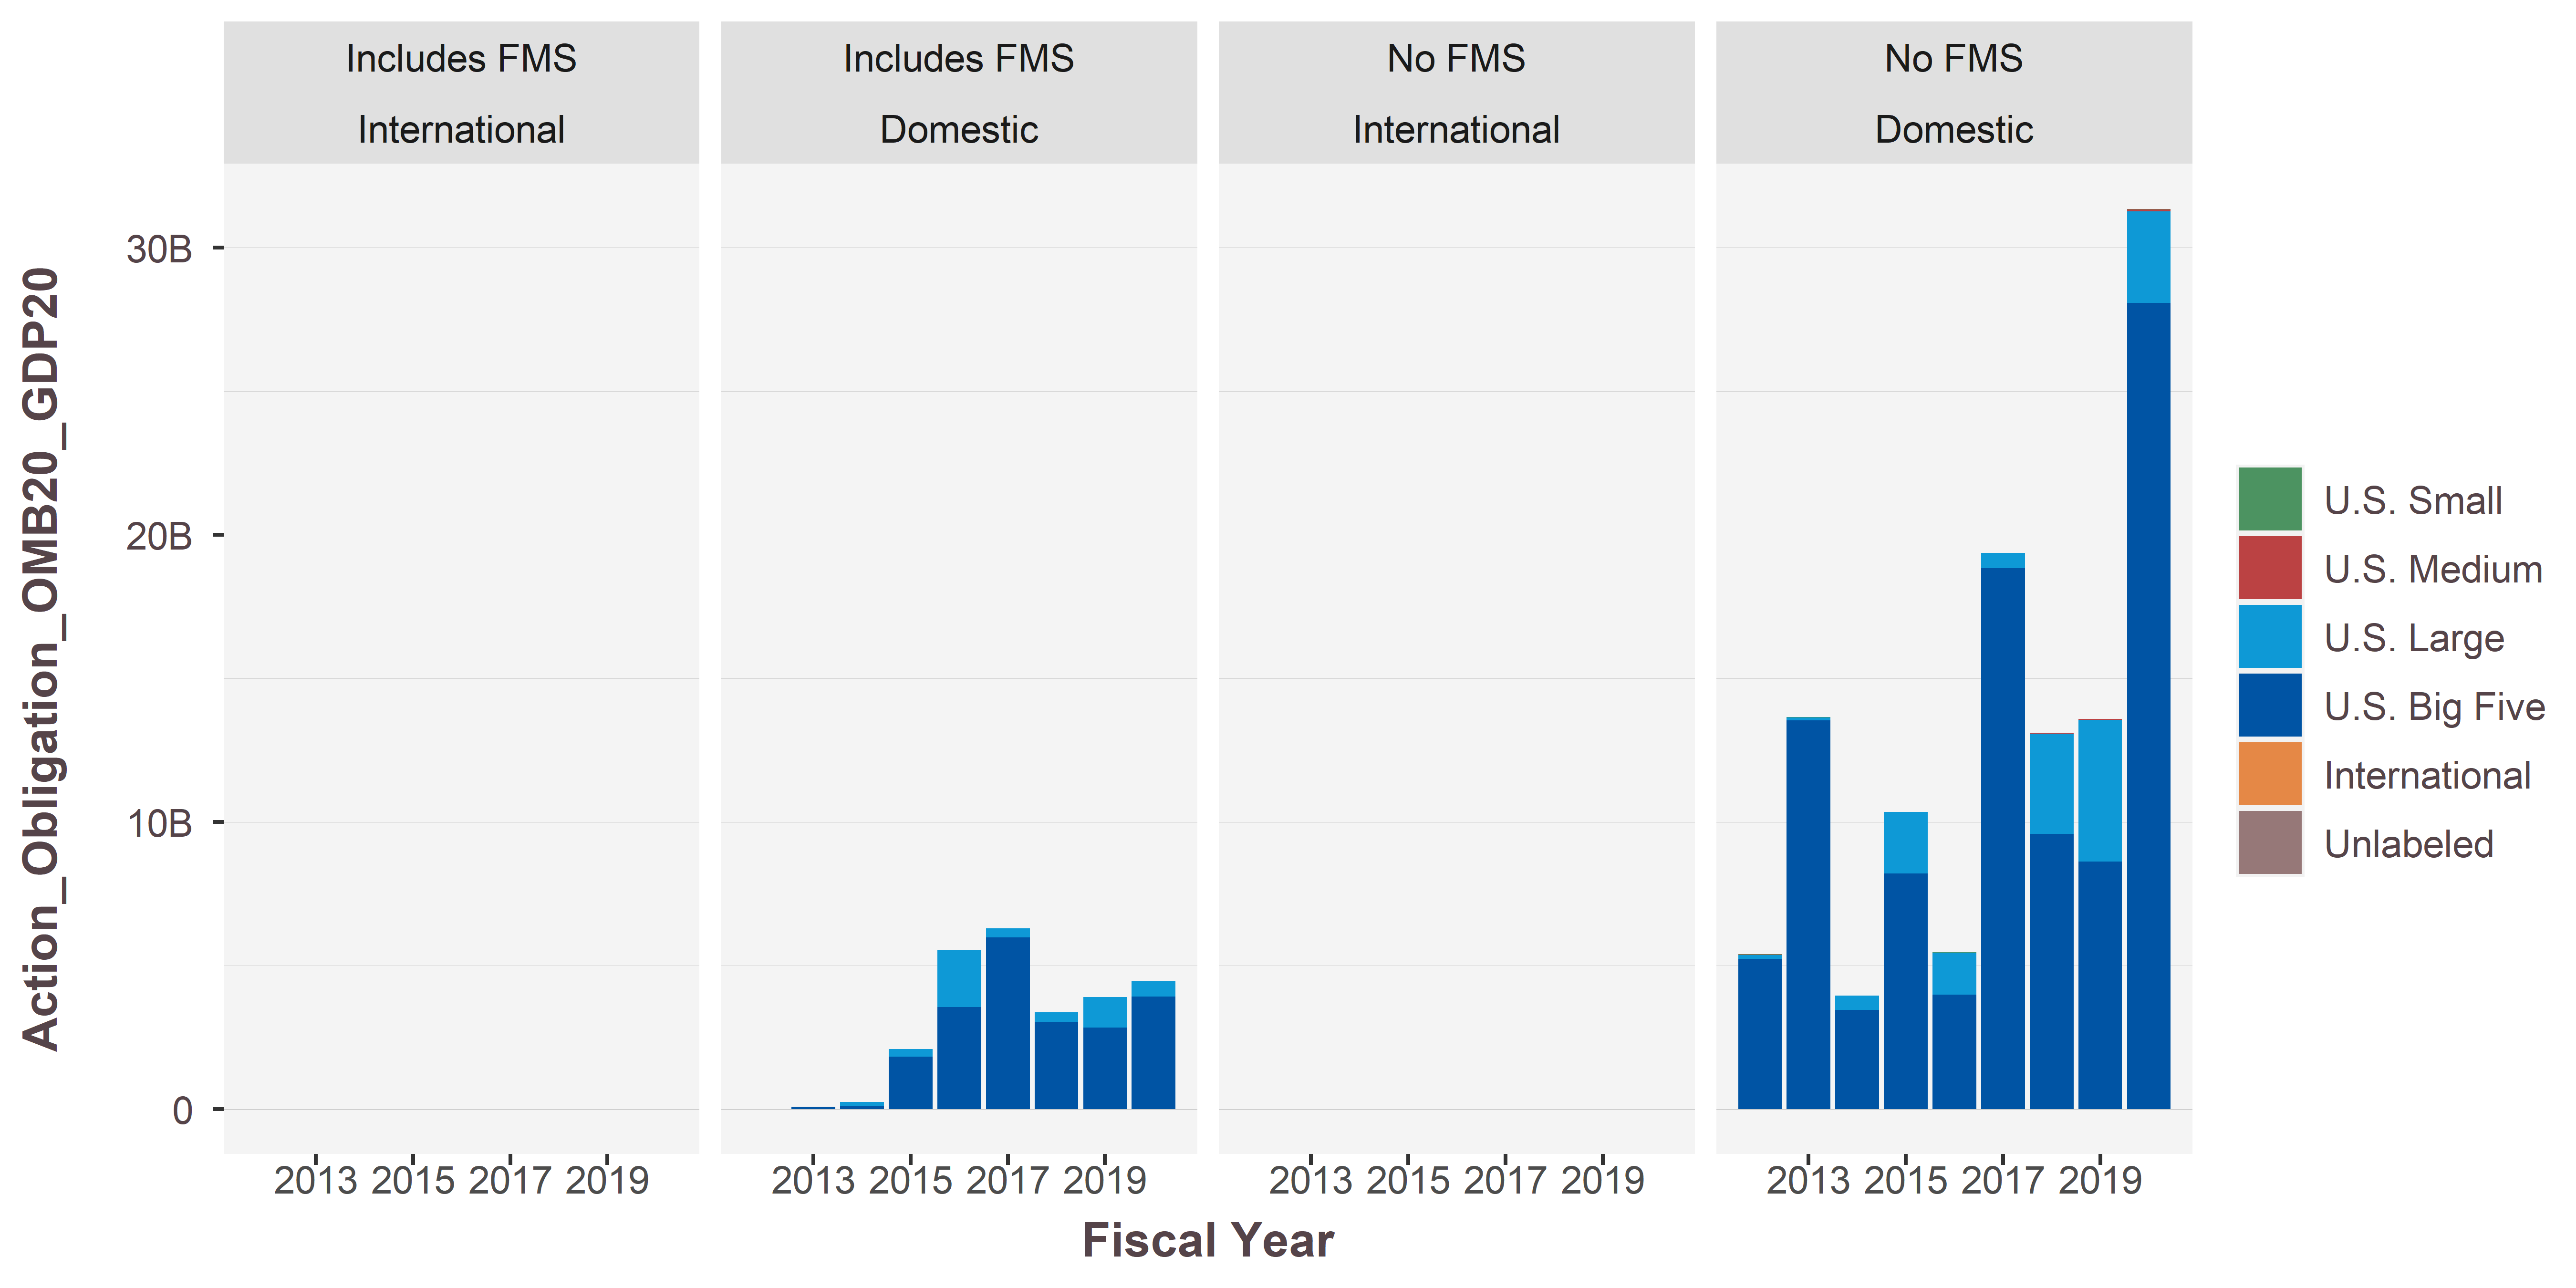 Includes FMS
International
Includes FMS
Domestic
No FMS
International
No FMS
Domestic
Action_Obligation_OMB20_GDP20
30B
20B
10B
0
2013 2015 2017 2019
2013 2015 2017 2019
2013 2015 2017 2019
2013 2015 2017 2019
Fiscal Year
U.S. Small
U.S. Medium
U.S. Large
U.S. Big Five
International
Unlabeled